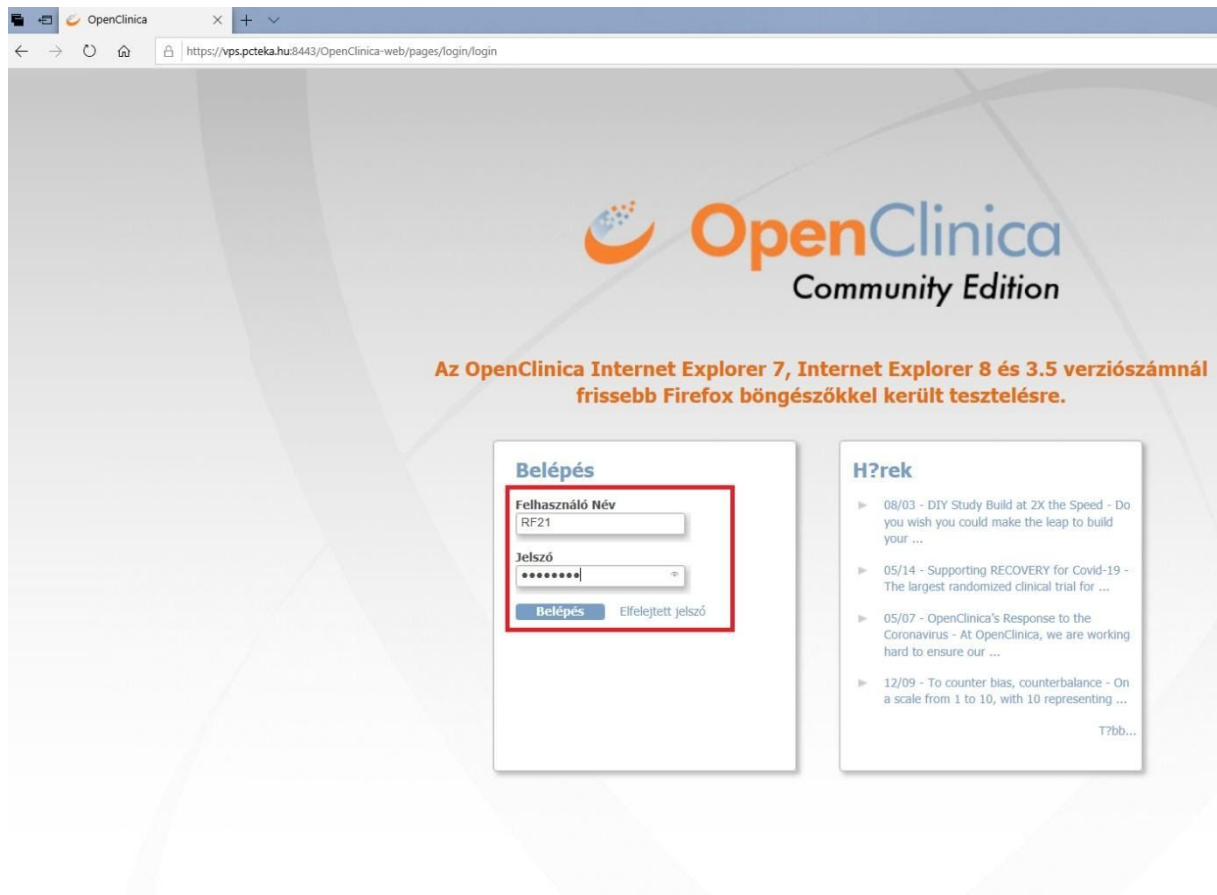 OpenClinica
https://vps.pcteka.hu:8443/OpenClinica-web/pages/login/login
OpenClinica
Community Edition
Az OpenClinica Internet Explorer 7, Internet Explorer 8 és 3.5 verziószámnál
frissebb Firefox böngészőkkel került tesztelésre.
Belépés
Felhasználó Név
RF21
Jelszó
●●●●●●●●
Belépés Elfelejtett jelszó
H?rek
08/03 - DIY Study Build at 2X the Speed - Do
you wish you could make the leap to build
your ...
05/14 - Supporting RECOVERY for Covid-19 -
The largest randomized clinical trial for ...
05/07 - OpenClinica's Response to the
Coronavirus - At OpenClinica, we are working
hard to ensure our ...
12/09 - To counter bias, counterbalance - On
a scale from 1 to 10, with 10 representing ...
T?bb...